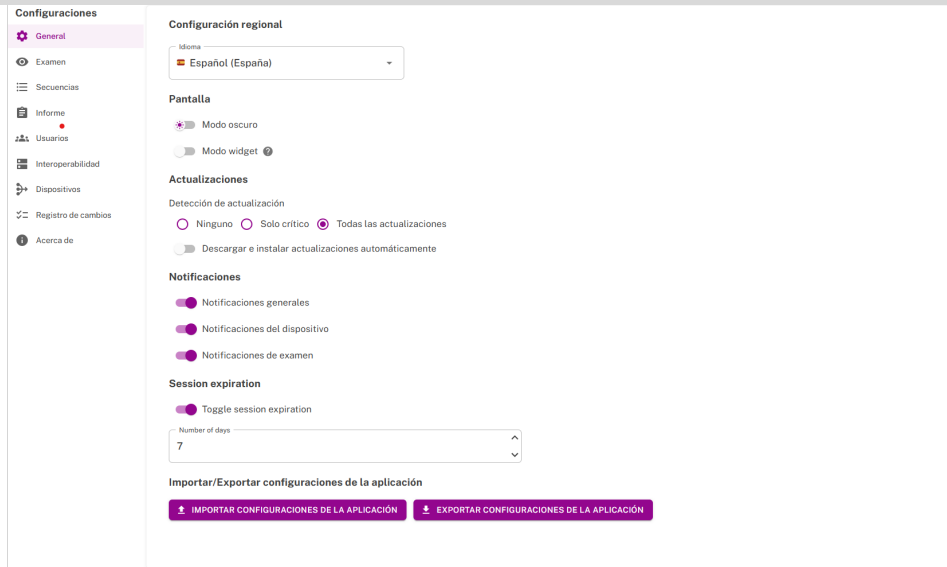 Configuraciones
General
Examen
Secuencias
Informe
Usuarios
Interoperabilidad
Dispositivos
Registro de cambios
Acerca de
Configuración regional
Idioma
Español (España)
Pantalla
Modo oscuro
Modo widget
Actualizaciones
Detección de actualización
Ninguno Solo crítico Todas las actualizaciones
Descargar e instalar actualizaciones automáticamente
Notificaciones
Notificaciones generales
Notificaciones del dispositivo
Notificaciones de examen
Session expiration
Toggle session expiration
Number of days
7
Importar/Exportar configuraciones de la aplicación
IMPORTAR CONFIGURACIONES DE LA APLICACIÓN EXPORTAR CONFIGURACIONES DE LA APLICACIÓN